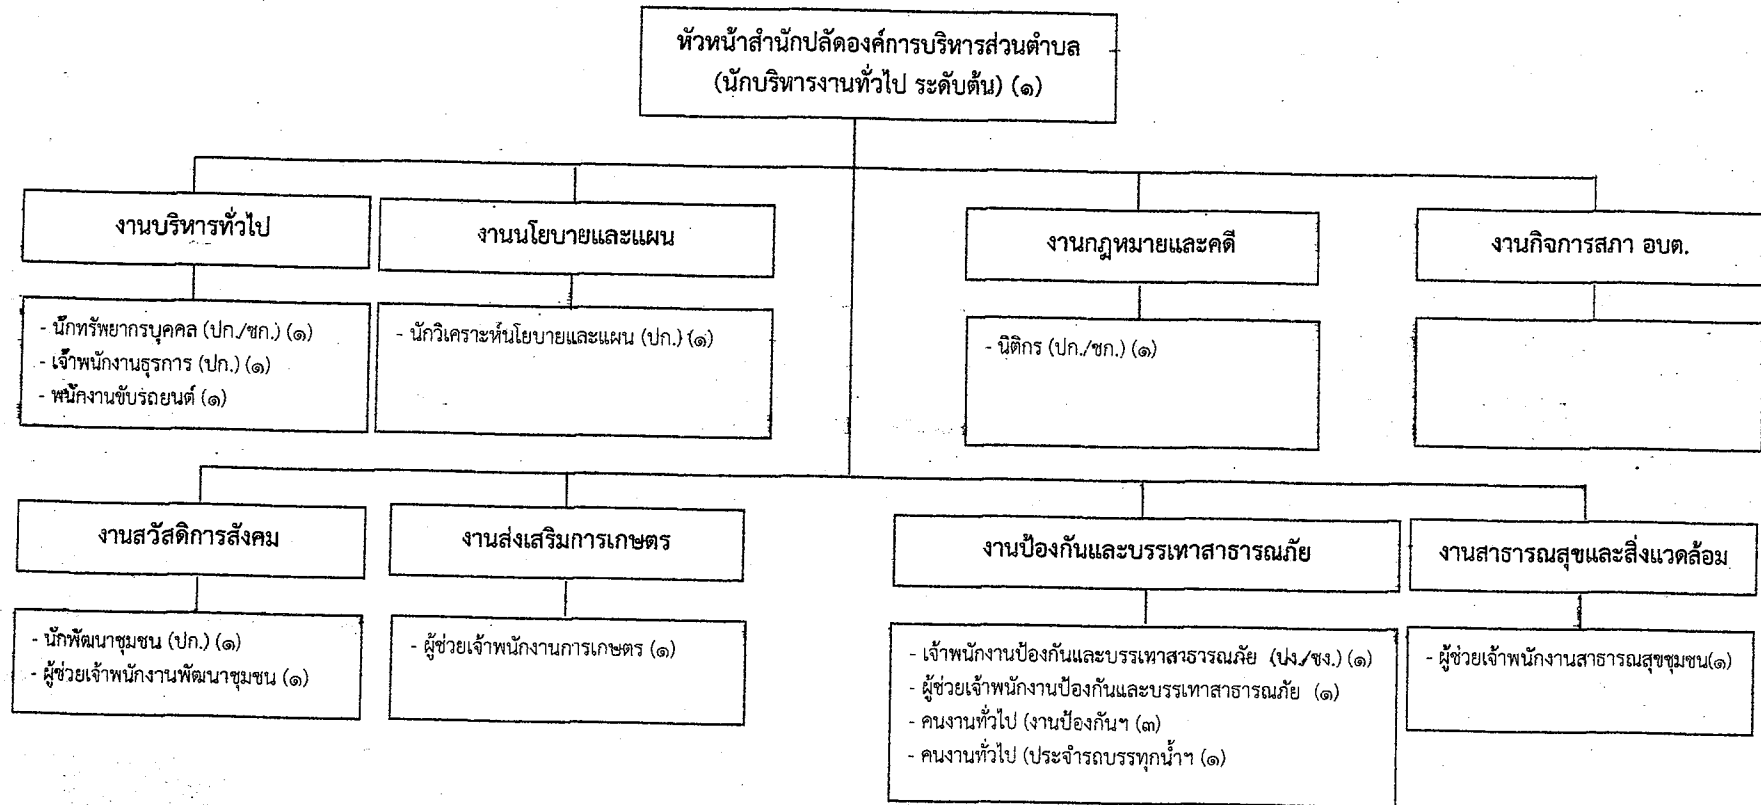 หัวหน้าสำนักปลัดองค์การบริหารส่วนตำบล
(นักบริหารงานทั่วไป ระดับต้น) (๑)
งานบริหารทั่วไป
งานนโยบายและแผน
งานกฎหมายและคดี
งานกิจการสภา อบต.
- นักทรัพยากรบุคคล (ปก./ชก.) (๑)
- เจ้าพนักงานธุรการ (ปก.) (๑)
- พนักงานขับรถยนต์ (๑)
- นักวิเคราะห์นโยบายและแผน (ปก.) (๑)
- นิติกร (ปก./ชก.) (๑)
งานสวัสดิการสังคม
งานส่งเสริมการเกษตร
งานป้องกันและบรรเทาสาธารณภัย
งานสาธารณสุขและสิ่งแวดล้อม
- นักพัฒนาชุมชน (ปก.) (๑)
- ผู้ช่วยเจ้าพนักงานพัฒนาชุมชน (๑)
- ผู้ช่วยเจ้าพนักงานการเกษตร (๑)
- เจ้าพนักงานป้องกันและบรรเทาสาธารณภัย (ปง./ชง.) (๑)
- ผู้ช่วยเจ้าพนักงานป้องกันและบรรเทาสาธารณภัย (๑)
- คนงานทั่วไป (งานป้องกันฯ (๓)
- คนงานทั่วไป (ประจำรถบรรทุกน้ำฯ (๑)
- ผู้ช่วยเจ้าพนักงานสาธารณสุขชุมชน(๑)